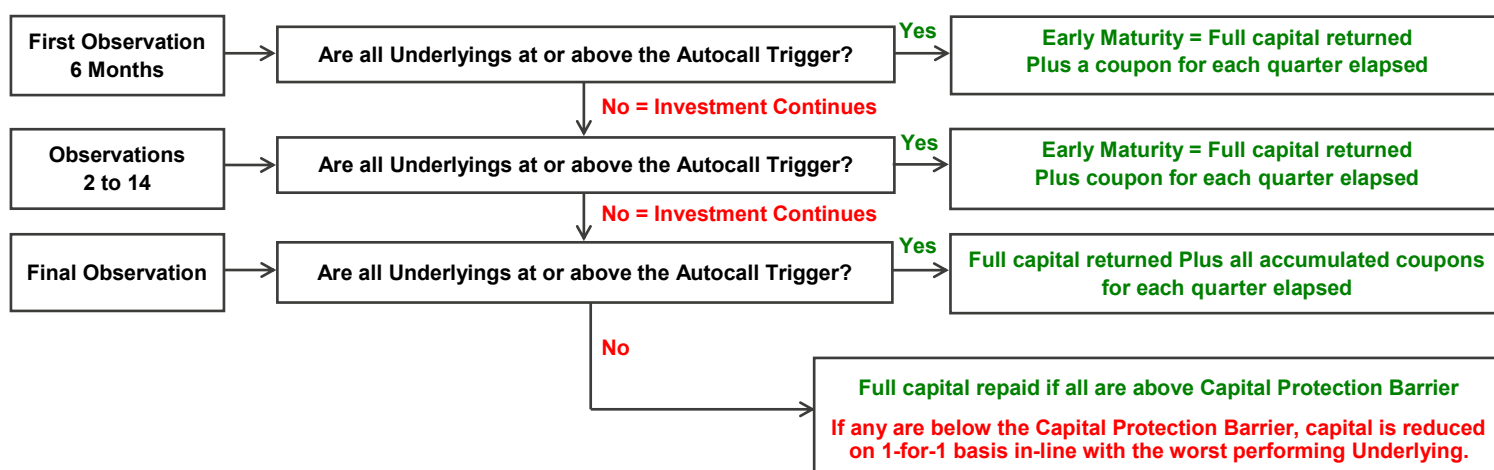 First Observation
6 Months
Are all Underlyings at or above the Autocall Trigger?
Yes
Early Maturity = Full capital returned
Plus a coupon for each quarter elapsed
No = Investment Continues
Observations
2 to 14
Are all Underlyings at or above the Autocall Trigger?
Yes
Early Maturity = Full capital returned
Plus coupon for each quarter elapsed
No = Investment Continues
Final Observation
Are all Underlyings at or above the Autocall Trigger?
Yes
Full capital returned Plus all accumulated coupons
for each quarter elapsed
No
Full capital repaid if all are above Capital Protection Barrier
If any are below the Capital Protection Barrier, capital is reduced
on 1-for-1 basis in-line with the worst performing Underlying.